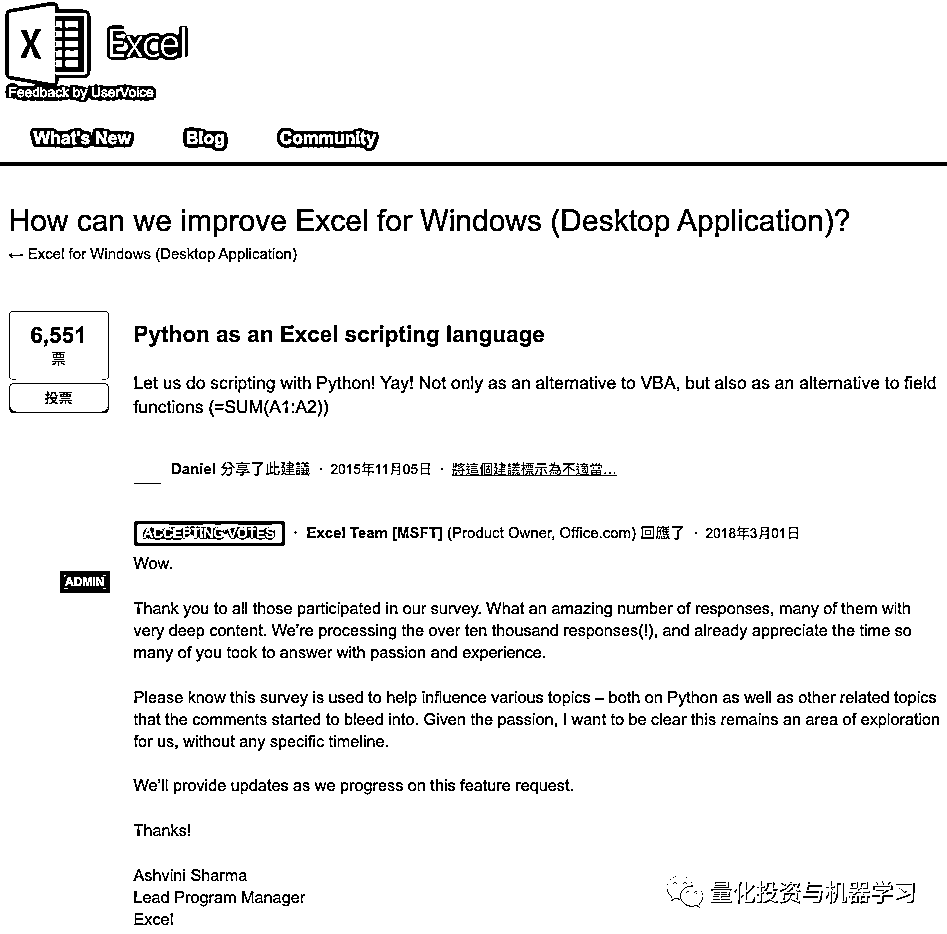 X
Excel
Feedback by UserVoice
What's New Blog Community
How can we improve Excel for Windows (Desktop Application)?
← Excel for Windows (Desktop Application)
6,551
票
投票
Python as an Excel scripting language
Let us do scripting with Python! Yay! Not only as an alternative to VBA, but also as an alternative to field
functions (=SUM(A1:A2))
Daniel 分享了此建議 · 2015年11月05日 · 將這個建議標示為不適當…
ACCEPTING VOTES · Excel Team [MSFT] (Product Owner, Office.com) 回應了 · 2018年3月01日
ADMIN
Wow.
Thank you to all those participated in our survey. What an amazing number of responses, many of them with
very deep content. We're processing the over ten thousand responses(!), and already appreciate the time so
many of you took to answer with passion and experience.
Please know this survey is used to help influence various topics – both on Python as well as other related topics
that the comments started to bleed into. Given the passion, I want to be clear this remains an area of exploration
for us, without any specific timeline.
We'll provide updates as we progress on this feature request.
Thanks!
Ashvini Sharma
Lead Program Manager
Excel
量化投资与机器学习